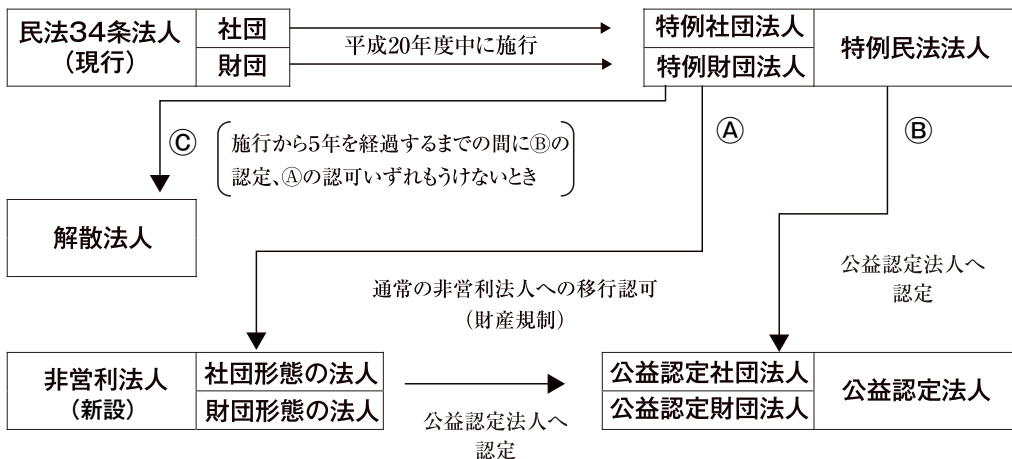 民法34条法人
（現行）
社団
財団
平成20年度中に施行
特例社団法人
特例財団法人
特例民法法人
Ⓒ
施行から5年を経過するまでの間にⒷの
認定、Ⓐの認可いずれもうけないとき
Ⓐ
Ⓑ
解散法人
通常の非営利法人への移行認可
（財産規制）
公益認定法人へ
認定
非営利法人
（新設）
社団形態の法人
財団形態の法人
公益認定法人へ
認定
公益認定社団法人
公益認定財団法人
公益認定法人